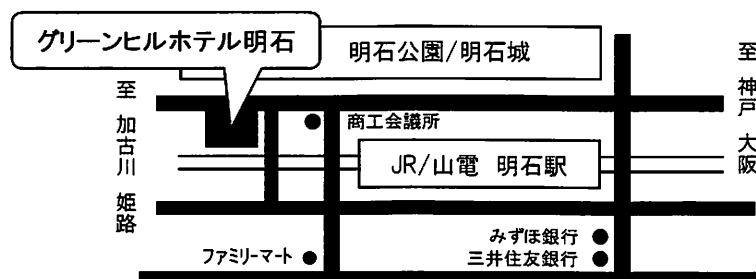 グリーンヒルホテル明石
明石公園/明石城
至 神戸 大阪
至 加古川 姫路
商工会議所
JR/山電 明石駅
みずほ銀行
三井住友銀行
ファミリーマート